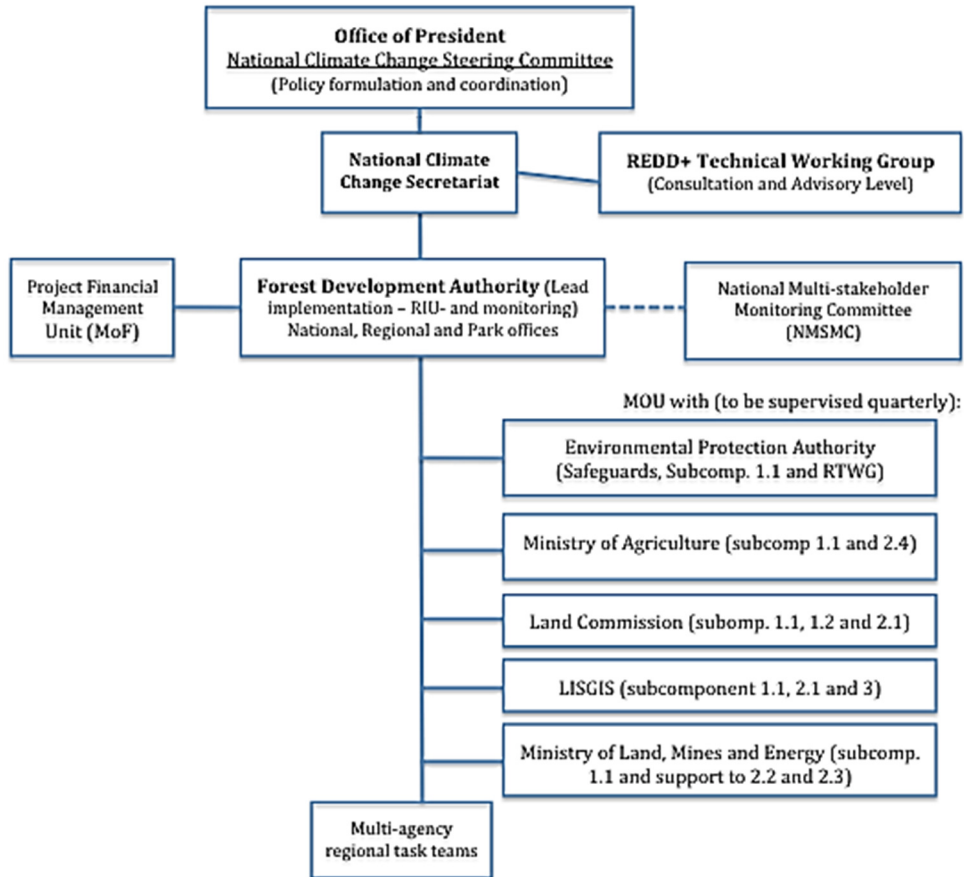 Office of President
National Climate Change Steering Committee
(Policy formulation and coordination)
National Climate
Change Secretariat
REDD+ Technical Working Group
(Consultation and Advisory Level)
Project Financial
Management
Unit (MoF)
Forest Development Authority (Lead
implementation – RIU- and monitoring)
National, Regional and Park offices
National Multi-stakeholder
Monitoring Committee
(NMSMC)
MOU with (to be supervised quarterly):
Environmental Protection Authority
(Safeguards, Subcomp. 1.1 and RTWG)
Ministry of Agriculture (subcomp 1.1 and 2.4)
Land Commission (subomp. 1.1, 1.2 and 2.1)
LISGIS (subcomponent 1.1, 2.1 and 3)
Ministry of Land, Mines and Energy (subcomp.
1.1 and support to 2.2 and 2.3)
Multi-agency
regional task teams